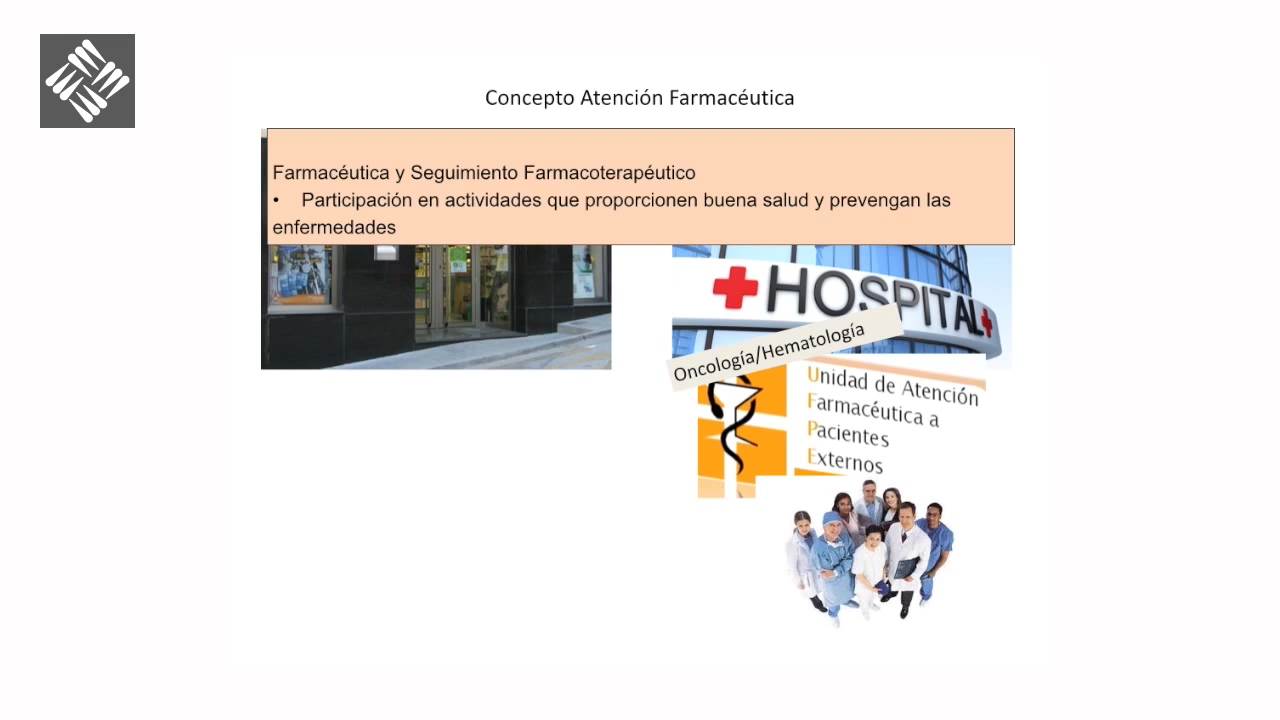 Concepto Atención Farmacéutica
Farmacéutica y Seguimiento Farmacoterapéutico
• Participación en actividades que proporcionen buena salud y prevengan las
enfermedades
HOSPITAL
Oncología/Hematología
Unidad de Atención
Farmacéutica a
Pacientes
Externos